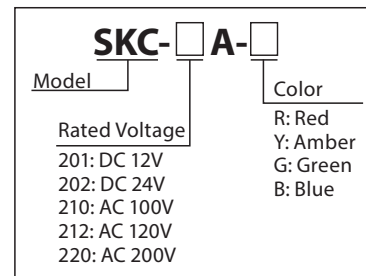 SKC-□A-□
Model
Color
R: Red
Y: Amber
G: Green
B: Blue
Rated Voltage
201: DC 12V
202: DC 24V
210: AC 100V
212: AC 120V
220: AC 200V